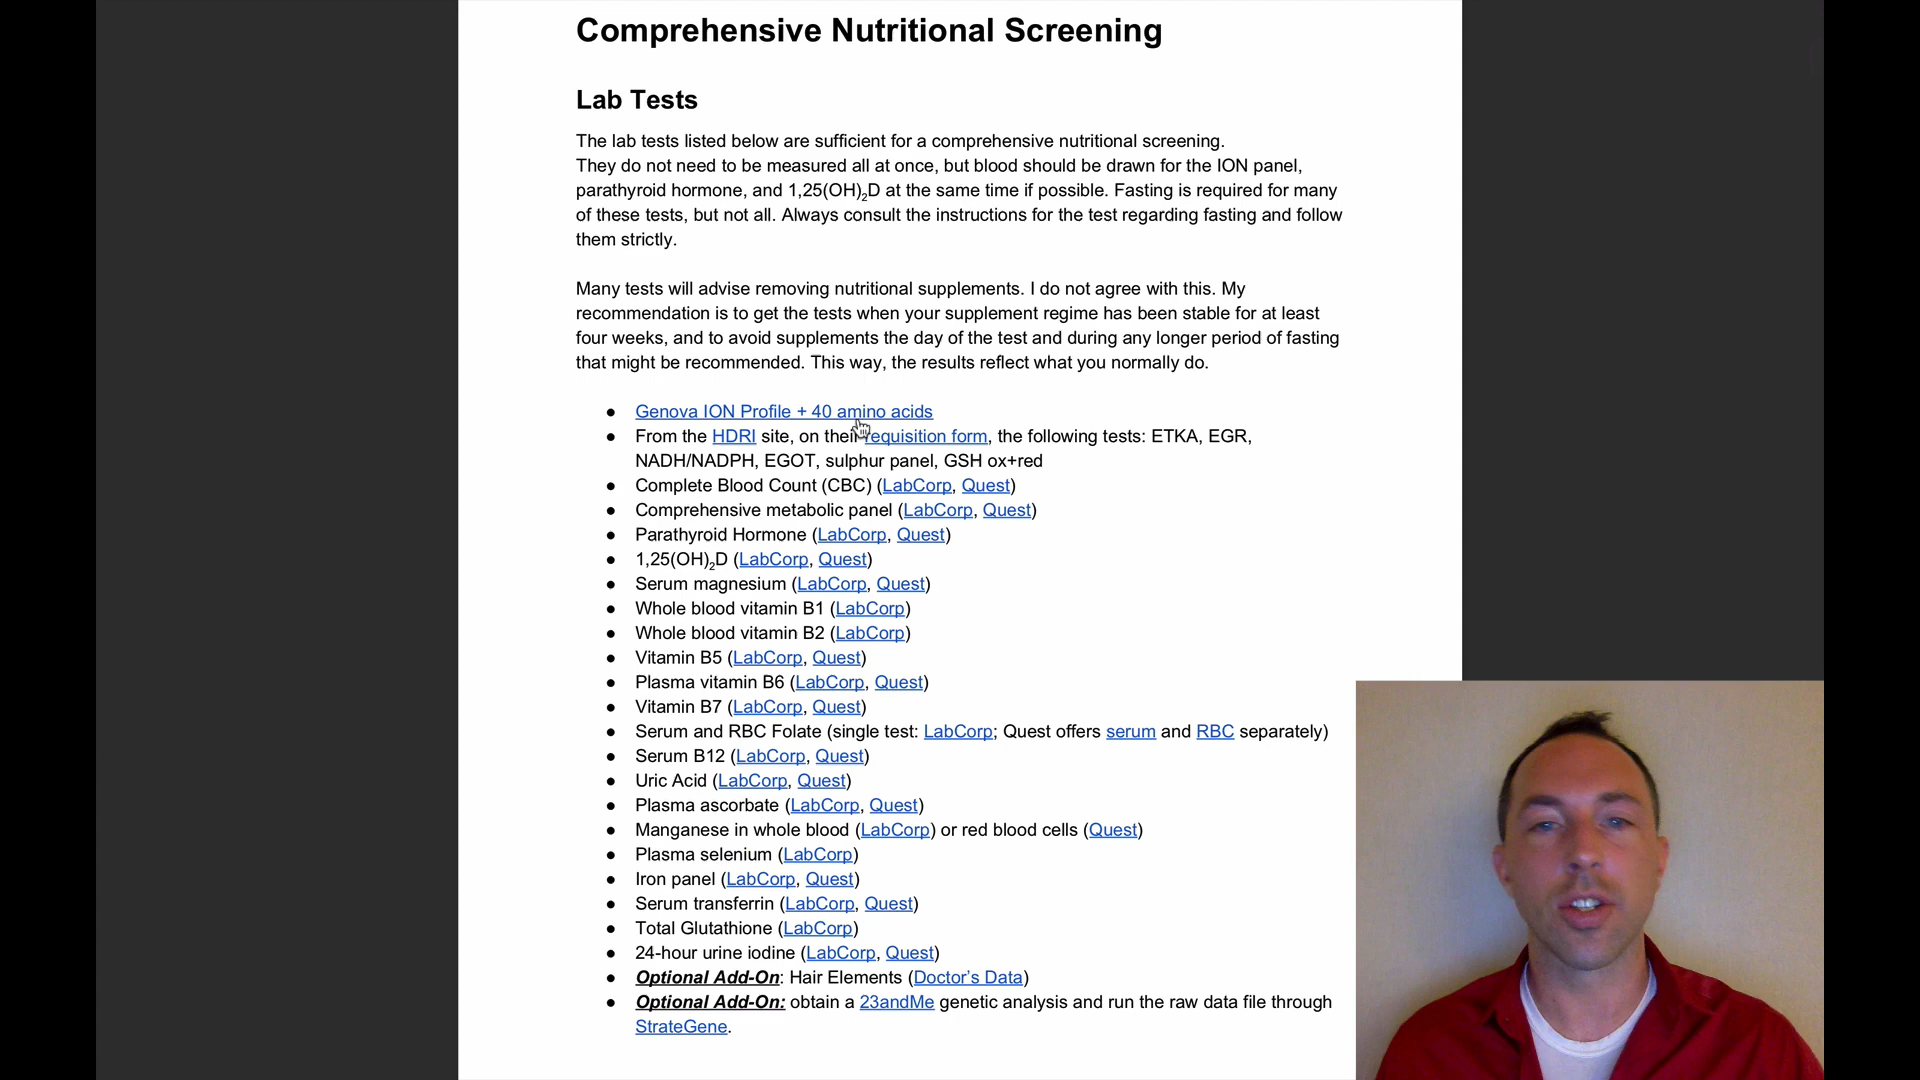 Comprehensive Nutritional Screening
Lab Tests
The lab tests listed below are sufficient for a comprehensive nutritional screening.
They do not need to be measured all at once, but blood should be drawn for the ION panel,
parathyroid hormone, and 1,25(OH)₂D at the same time if possible. Fasting is required for many
of these tests, but not all. Always consult the instructions for the test regarding fasting and follow
them strictly.
Many tests will advise removing nutritional supplements. I do not agree with this. My
recommendation is to get the tests when your supplement regime has been stable for at least
four weeks, and to avoid supplements the day of the test and during any longer period of fasting
that might be recommended. This way, the results reflect what you normally do.
● Genova ION Profile + 40 amino acids
● From the HDRI site, on their requisition form, the following tests: ETKA, EGR,
NADH/NADPH, EGOT, sulphur panel, GSH ox+red
● Complete Blood Count (CBC) (LabCorp, Quest)
● Comprehensive metabolic panel (LabCorp, Quest)
● Parathyroid Hormone (LabCorp, Quest)
● 1,25(OH)₂D (LabCorp, Quest)
● Serum magnesium (LabCorp, Quest)
● Whole blood vitamin B1 (LabCorp)
● Whole blood vitamin B2 (LabCorp)
● Vitamin B5 (LabCorp, Quest)
● Plasma vitamin B6 (LabCorp, Quest)
● Vitamin B7 (LabCorp, Quest)
● Serum and RBC Folate (single test: LabCorp; Quest offers serum and RBC separately)
● Serum B12 (LabCorp, Quest)
● Uric Acid (LabCorp, Quest)
● Plasma ascorbate (LabCorp, Quest)
● Manganese in whole blood (LabCorp) or red blood cells (Quest)
● Plasma selenium (LabCorp)
● Iron panel (LabCorp, Quest)
● Serum transferrin (LabCorp, Quest)
● Total Glutathione (LabCorp)
● 24-hour urine iodine (LabCorp, Quest)
● Optional Add-On: Hair Elements (Doctor’s Data)
● Optional Add-On: obtain a 23andMe genetic analysis and run the raw data file through
StrateGene.